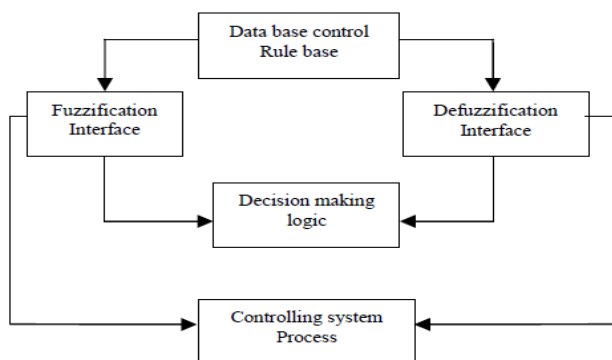 Data base control
Rule base
Fuzzification
Interface
Defuzzification
Interface
Decision making
logic
Controlling system
Process